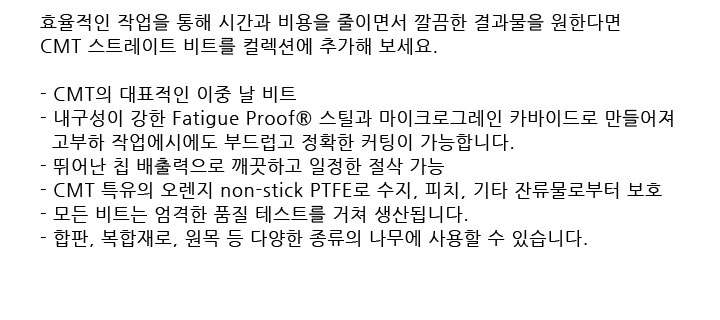 효율적인 작업을 통해 시간과 비용을 줄이면서 깔끔한 결과물을 원한다면
CMT 스트레이트 비트를 컬렉션에 추가해 보세요.
- CMT의 대표적인 이중 날 비트
- 내구성이 강한 Fatigue Proof® 스틸과 마이크로그레인 카바이드로 만들어져
고부하 작업에시에도 부드럽고 정확한 커팅이 가능합니다.
- 뛰어난 칩 배출력으로 깨끗하고 일정한 절삭 가능
- CMT 특유의 오렌지 non-stick PTFE로 수지, 피치, 기타 잔류물로부터 보호
- 모든 비트는 엄격한 품질 테스트를 거쳐 생산됩니다.
- 합판, 복합재로, 원목 등 다양한 종류의 나무에 사용할 수 있습니다.